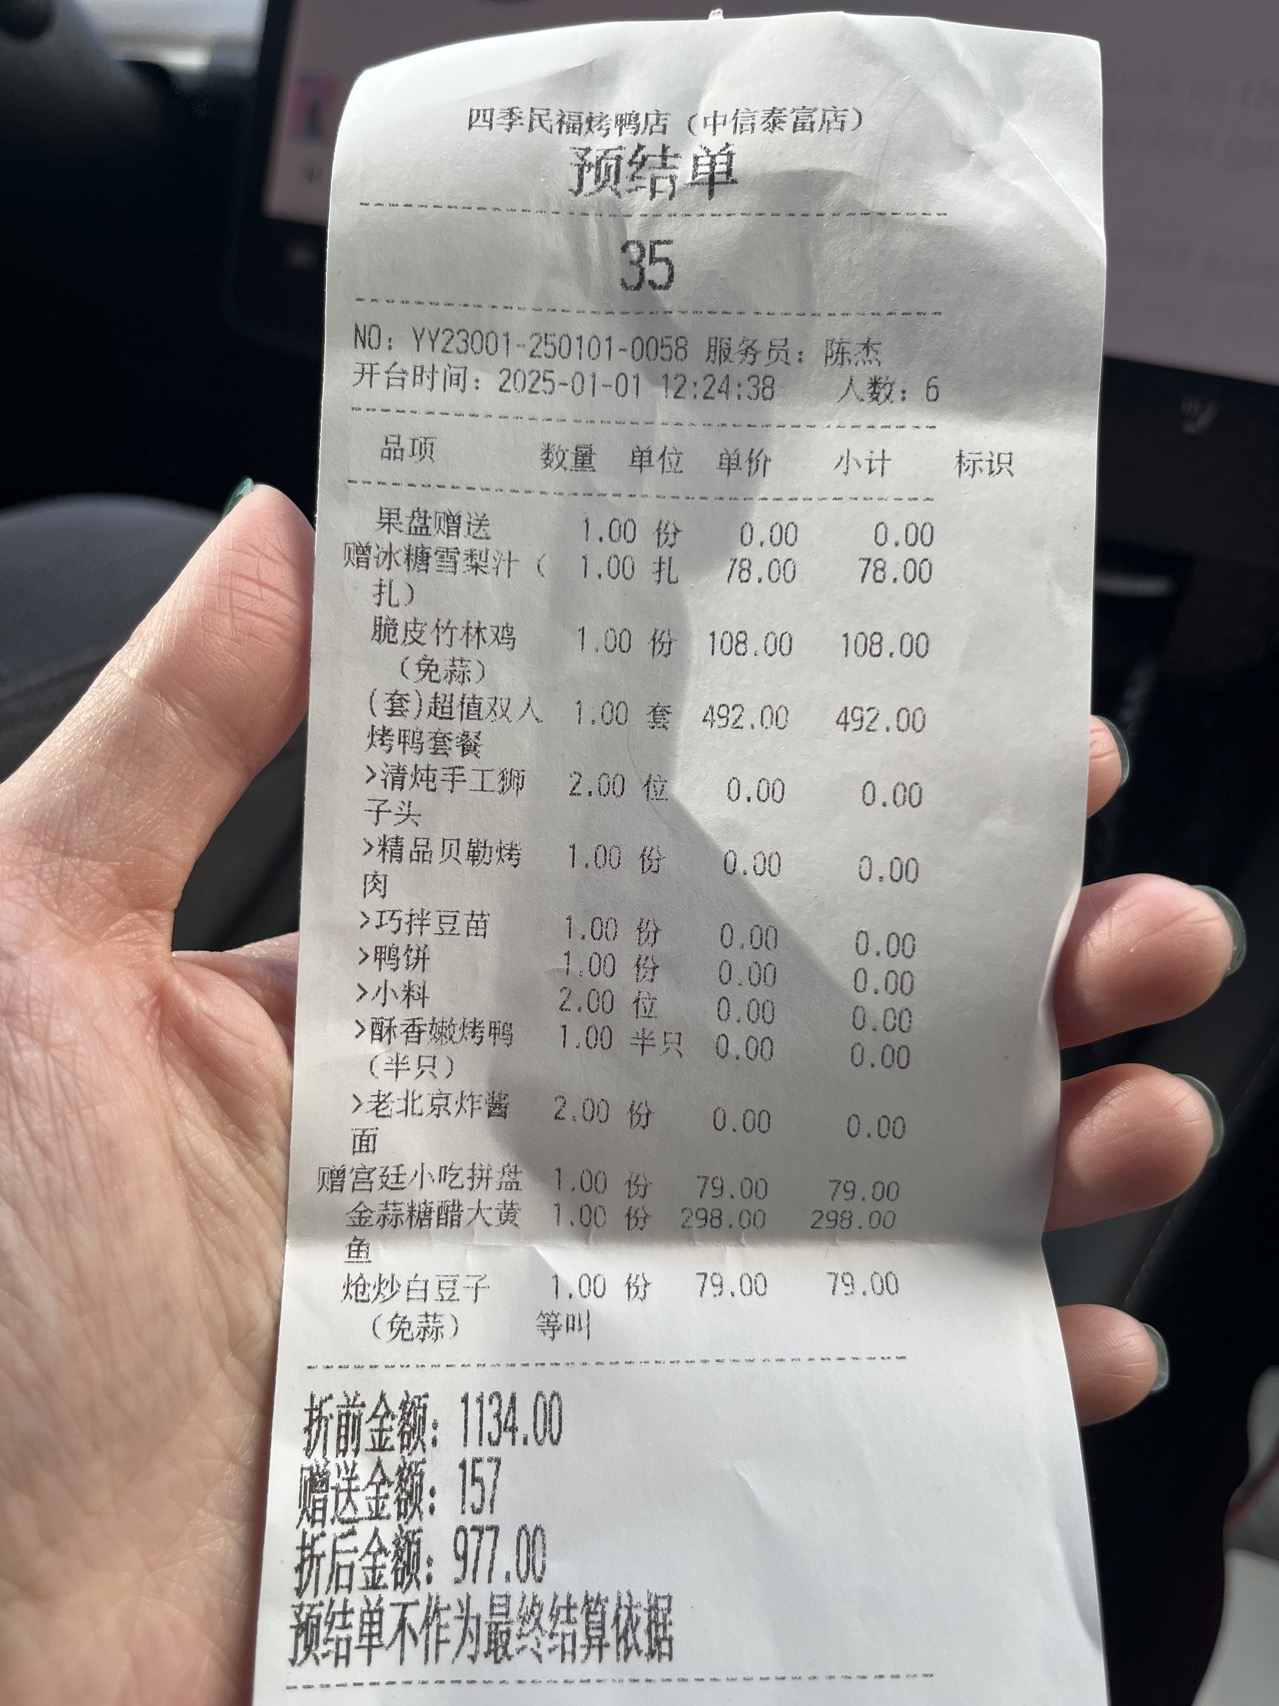 四季民福烤鸭店（中信泰富店）
预结单
35
NO：YY23001-250101-0058 服务员：陈杰
开台时间：2025-01-01 12:24:38 人数：6
品项 数量 单位 单价 小计 标识
果盘赠送 1.00 份 0.00 0.00
赠冰糖雪梨汁（ 1.00 扎 78.00 78.00
扎）
脆皮竹林鸡 1.00 份 108.00 108.00
（免蒜）
(套)超值双人 1.00 套 492.00 492.00
烤鸭套餐
>清炖手工狮 2.00 位 0.00 0.00
子头
>精品贝勒烤 1.00 份 0.00 0.00
肉
>巧拌豆苗 1.00 份 0.00 0.00
>鸭饼 1.00 份 0.00 0.00
>小料 2.00 位 0.00 0.00
>酥香嫩烤鸭 1.00 半只 0.00 0.00
（半只）
>老北京炸酱 2.00 份 0.00 0.00
面
赠宫廷小吃拼盘 1.00 份 79.00 79.00
金蒜糖醋大黄 1.00 份 298.00 298.00
鱼
炝炒白豆子 1.00 份 79.00 79.00
（免蒜） 等叫
折前金额：1134.00
赠送金额：157
折后金额：977.00
预结单不作为最终结算依据